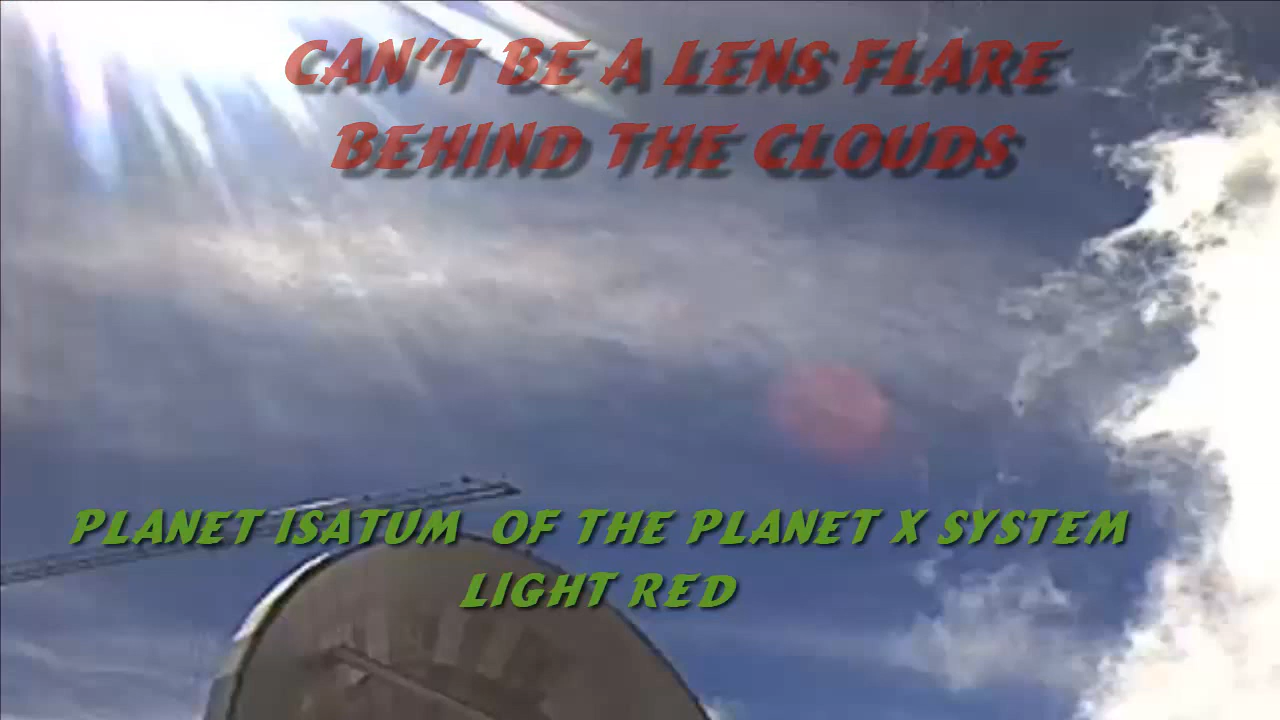 CAN'T BE A LENS FLARE
BEHIND THE CLOUDS
PLANET ISATUM OF THE PLANET X SYSTEM
LIGHT RED